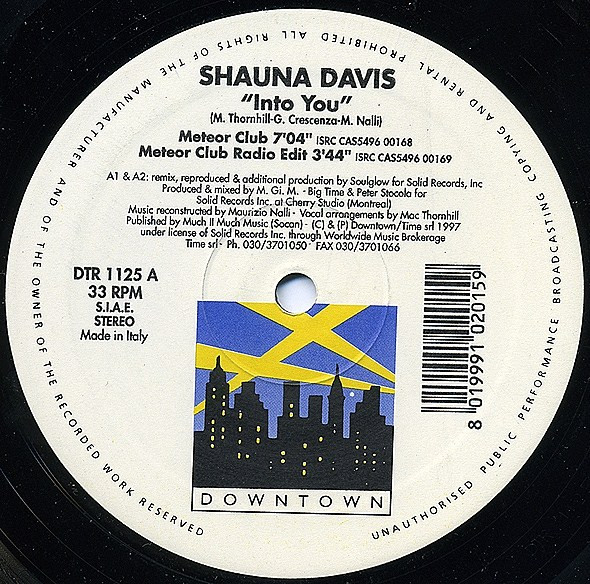 UNAUTHORISED PUBLIC PERFORMANCE BROADCASTING COPYING AND RENTAL PROHIBITED ALL RIGHTS OF THE MANUFACTURER AND OF THE OWNER OF THE RECORDED WORK RESERVED
SHAUNA DAVIS
“Into You”
(M. Thornhill-G. Crescenza-M. Nalli)
Meteor Club 7'04" ISRC CAS5496 00168
Meteor Club Radio Edit 3'44" ISRC CAS5496 00169
A1 & A2: remix, reproduced & additional production by Soulglow for Solid Records, Inc
Produced & mixed by M. Gi. M. - Big Time & Peter Stocola for
Solid Records Inc. at Cherry Studio (Montreal)
Music reconstructed by Maurizio Nalli - Vocal arrangements by Mac Thornhill
Published by Much II Much Music (Socan) - (C) & (P) Downtown/Time srl 1997
under license of Solid Records Inc. through Worldwide Music Brokerage
Time srl - Ph. 030/3701050 - FAX 030/3701066
DTR 1125 A
33 RPM
S.I.A.E.
STEREO
Made in Italy
8 019991 020159
DOWNTOWN